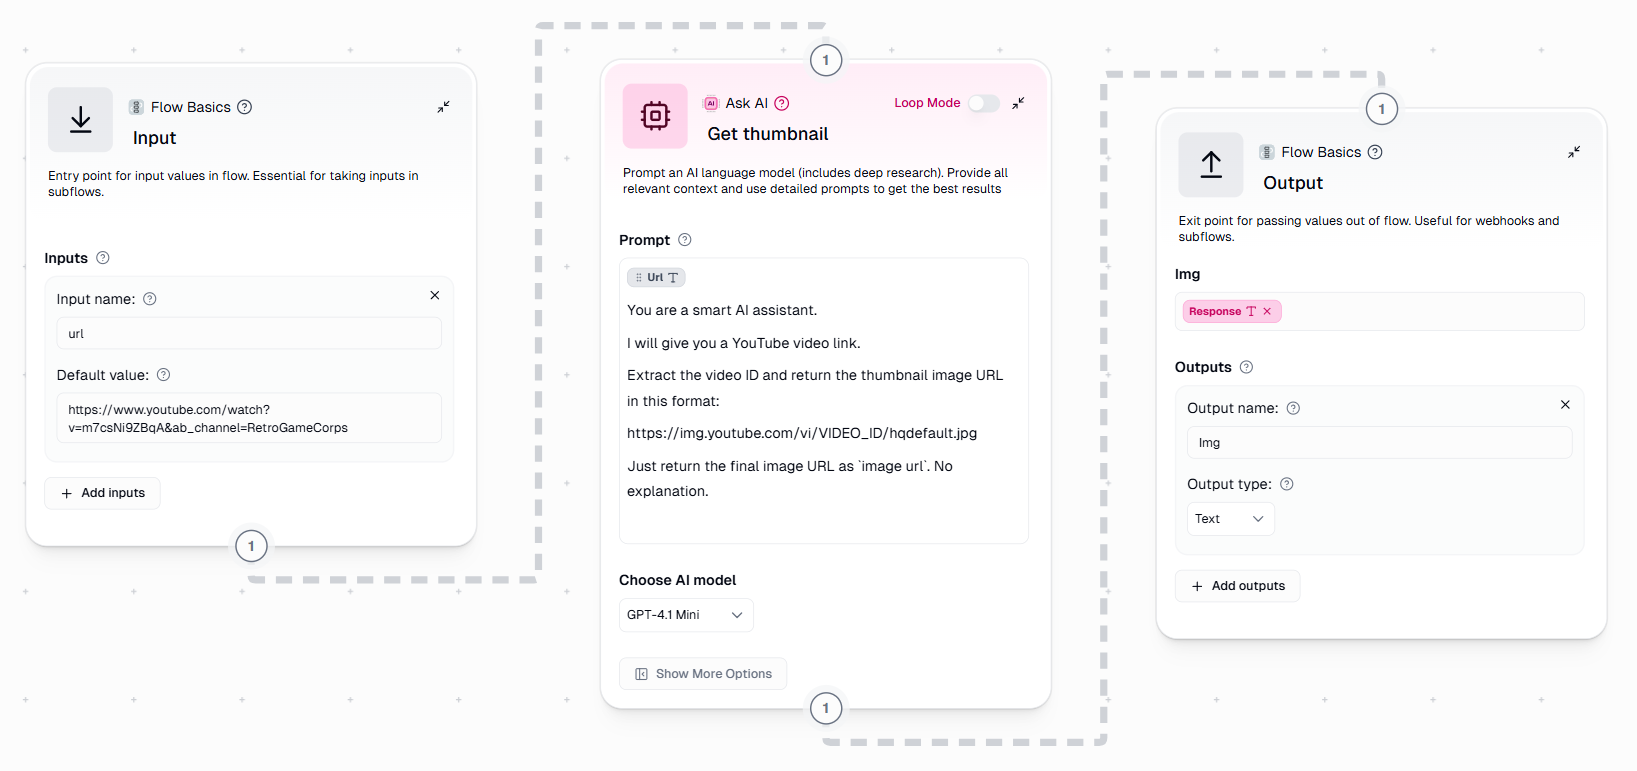 Flow Basics
Input
Entry point for input values in flow. Essential for taking inputs in
subflows.
Inputs
Input name:
url
Default value:
https://www.youtube.com/watch?
v=m7csNi9ZBqA&ab_channel=RetroGameCorps
Add inputs
1
1
AI Ask AI
Loop Mode
Get thumbnail
Prompt an AI language model (includes deep research). Provide all
relevant context and use detailed prompts to get the best results
Prompt
Url
You are a smart AI assistant.
I will give you a YouTube video link.
Extract the video ID and return the thumbnail image URL
in this format:
https://img.youtube.com/vi/VIDEO_ID/hqdefault.jpg
Just return the final image URL as `image url`. No
explanation.
Choose AI model
GPT-4.1 Mini
Show More Options
1
1
Flow Basics
Output
Exit point for passing values out of flow. Useful for webhooks and
subflows.
Img
Response
Outputs
Output name:
Img
Output type:
Text
Add outputs